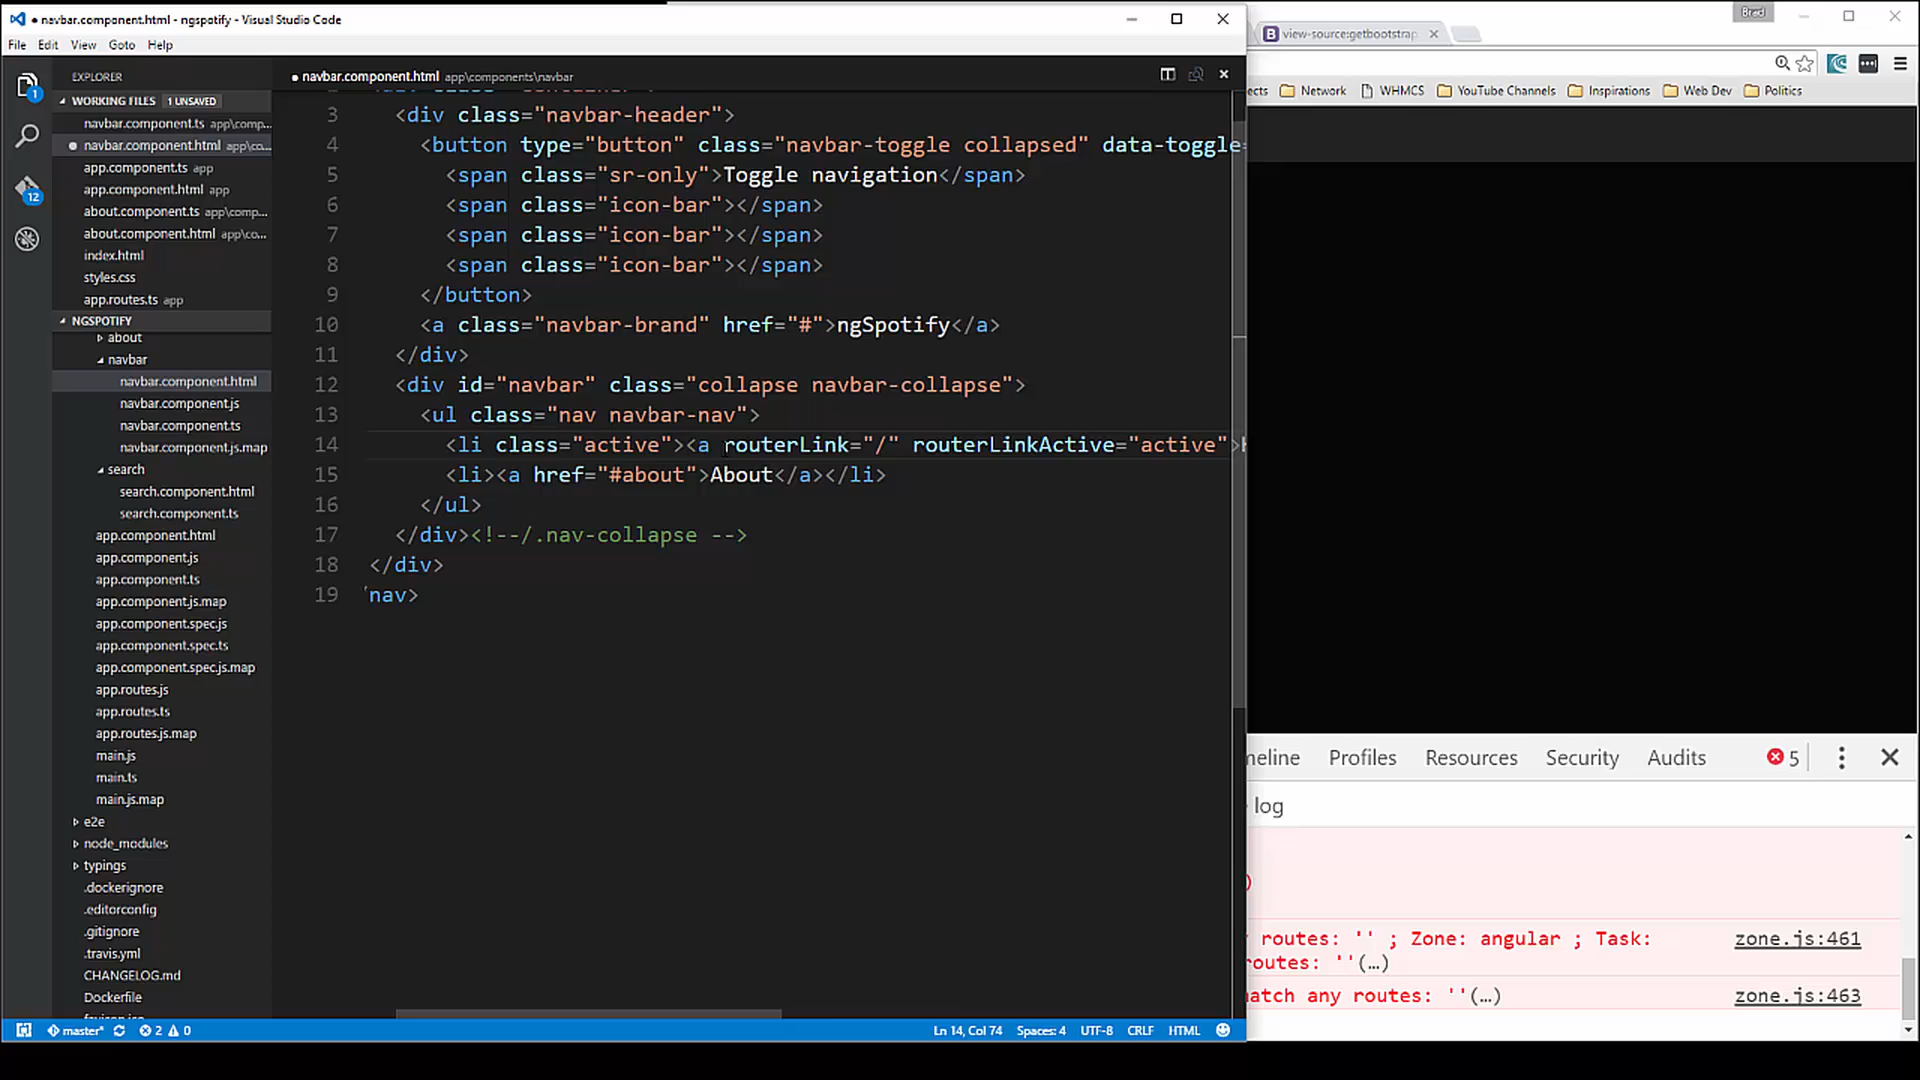 ● navbar.component.html - ngspotify - Visual Studio Code
File Edit View Goto Help
EXPLORER
WORKING FILES 1 UNSAVED
navbar.component.ts app\comp...
navbar.component.html app\co...
app.component.ts app
app.component.html app
about.component.ts app\comp...
about.component.html app\co...
index.html
styles.css
app.routes.ts app
NGSPOTIFY
about
navbar
navbar.component.html
navbar.component.js
navbar.component.ts
navbar.component.js.map
search
search.component.html
search.component.ts
app.component.html
app.component.js
app.component.ts
app.component.js.map
app.component.spec.js
app.component.spec.ts
app.component.spec.js.map
app.routes.js
app.routes.ts
app.routes.js.map
main.js
main.ts
main.js.map
e2e
node_modules
typings
.dockerignore
.editorconfig
.gitignore
.travis.yml
CHANGELOG.md
Dockerfile
1
12
● navbar.component.html app\components\navbar
3 <div class="navbar-header">
4 <button type="button" class="navbar-toggle collapsed" data-toggle=
5 <span class="sr-only">Toggle navigation</span>
6 <span class="icon-bar"></span>
7 <span class="icon-bar"></span>
8 <span class="icon-bar"></span>
9 </button>
10 <a class="navbar-brand" href="#">ngSpotify</a>
11 </div>
12 <div id="navbar" class="collapse navbar-collapse">
13 <ul class="nav navbar-nav">
14 <li class="active"><a routerLink="/" routerLinkActive="active">
15 <li><a href="#about">About</a></li>
16 </ul>
17 </div><!--/.nav-collapse -->
18 </div>
19 nav>
master* 2 0
Ln 14, Col 74 Spaces: 4 UTF-8 CRLF HTML
Brad
view-source:getbootstrap
ects Network WHMCS YouTube Channels Inspirations Web Dev Politics
meline Profiles Resources Security Audits 5
log
)
routes: '' ; Zone: angular ; Task: zone.js:461
routes: ''(…)
match any routes: ''(…) zone.js:463